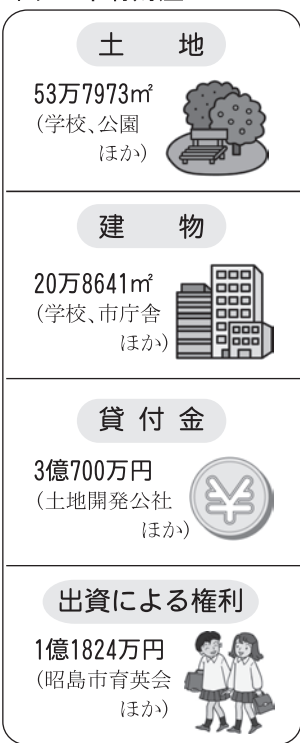 土地
53万7973㎡
(学校、公園
ほか)
建物
20万8641㎡
(学校、市庁舎
ほか)
貸付金
3億700万円
(土地開発公社
ほか)
出資による権利
1億1824万円
(昭島市育英会
ほか)